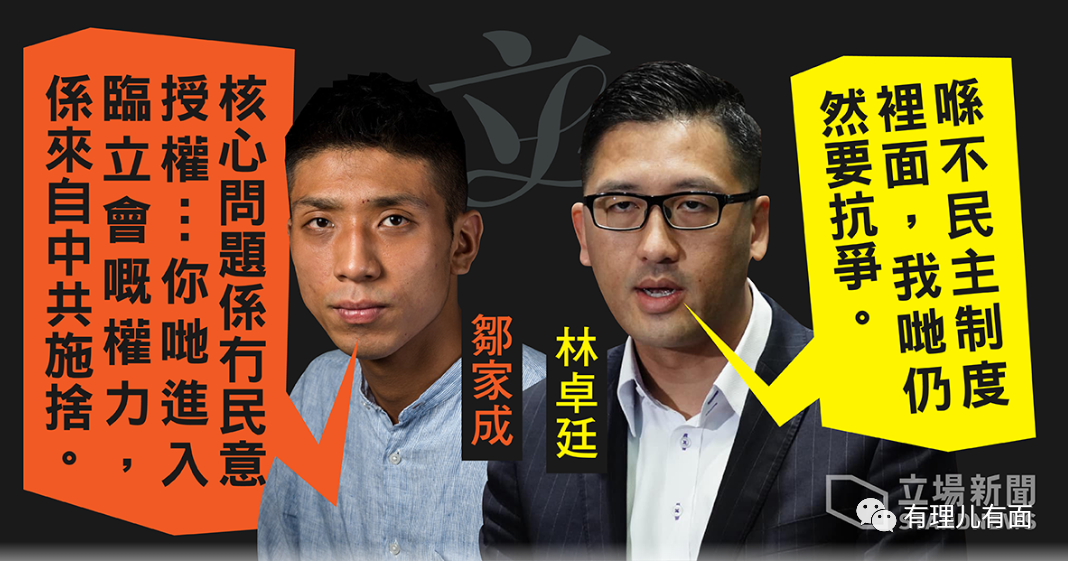 立
核心問題係冇民意
授權⋯你哋進入
臨立會嘅權力，
係來自中共施捨。
鄒家成
林卓廷
喺不民主制度
裡面，我哋仍
然要抗爭。
立場新聞
有理儿有面